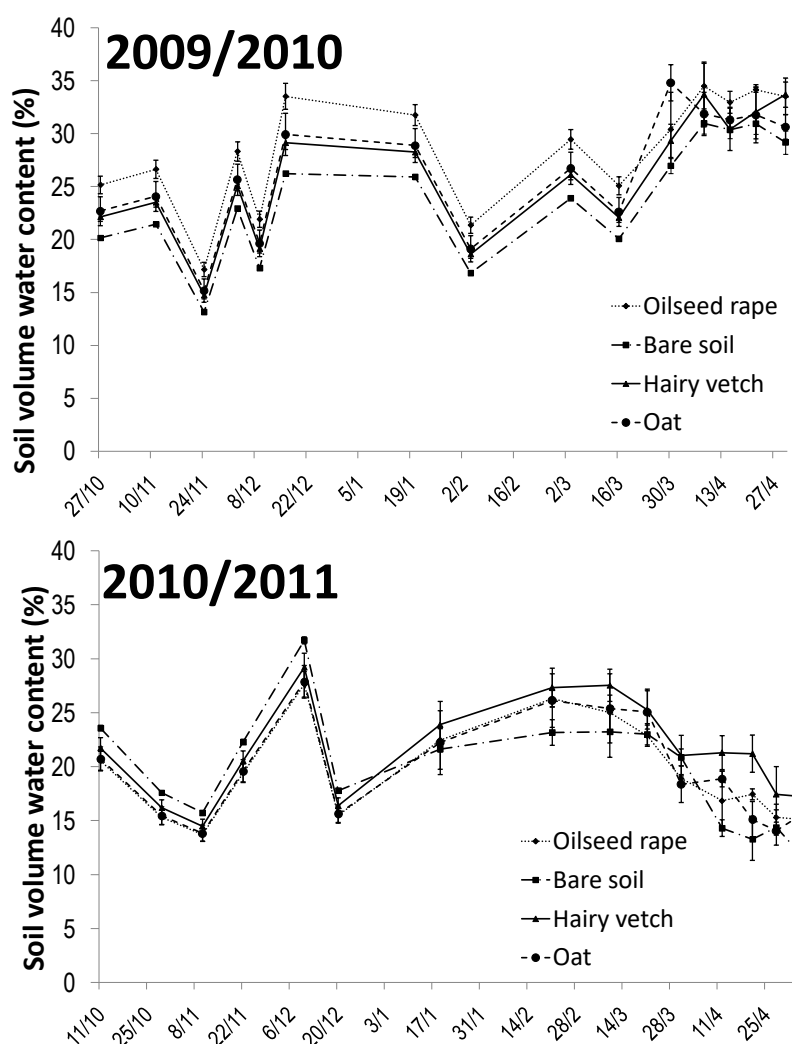 2009/2010
Soil volume water content (%)
40
35
30
25
20
15
10
5
0
Oilseed rape
Bare soil
Hairy vetch
Oat
27/10 10/11 24/11 8/12 22/12 5/1 19/1 2/2 16/2 2/3 16/3 30/3 13/4 27/4
2010/2011
Soil volume water content (%)
40
35
30
25
20
15
10
5
0
Oilseed rape
Bare soil
Hairy vetch
Oat
11/10 25/10 8/11 22/11 6/12 20/12 3/1 17/1 31/1 14/2 28/2 14/3 28/3 11/4 25/4